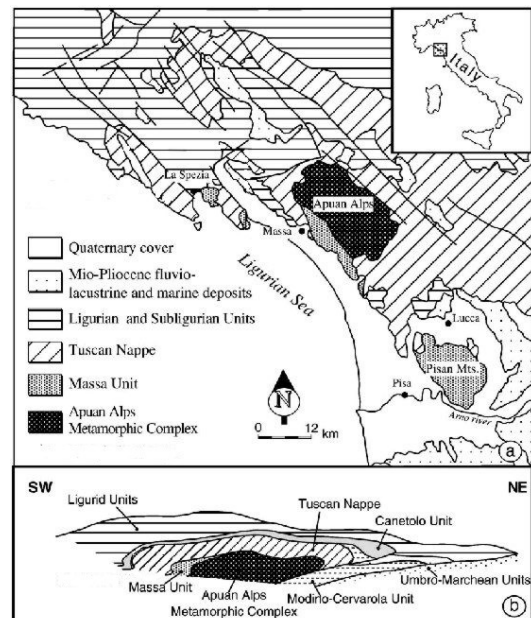 Italy
La Spezia
Apuan Alps
Massa
Ligurian Sea
Lucca
Pisan Mts.
Pisa
Arno river
Quaternary cover
Mio-Pliocene fluvio-
lacustrine and marine deposits
Ligurian and Subligurian Units
Tuscan Nappe
Massa Unit
Apuan Alps
Metamorphic Complex
N
0 12
km
a
SW NE
Ligurid Units
Tuscan Nappe
Canetolo Unit
Massa Unit
Apuan Alps
Metamorphic Complex
Modino-Cervarola Unit
Umbro-Marchean Units
b